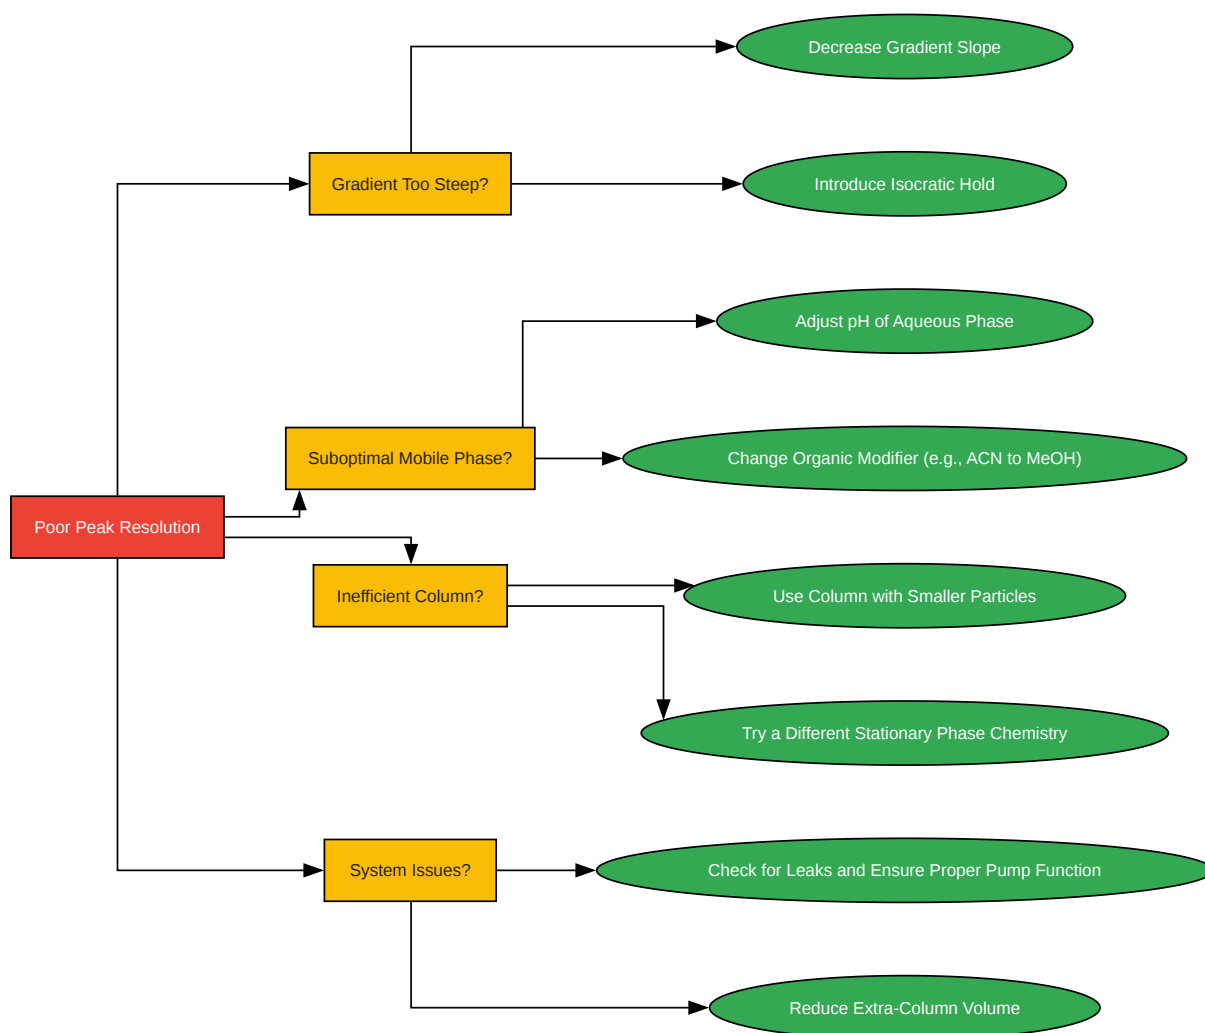 Decrease Gradient Slope
Gradient Too Steep?
Introduce Isocratic Hold
Adjust pH of Aqueous Phase
Suboptimal Mobile Phase?
Change Organic Modifier (e.g., ACN to MeOH)
Poor Peak Resolution
Inefficient Column?
Use Column with Smaller Particles
Try a Different Stationary Phase Chemistry
System Issues?
Check for Leaks and Ensure Proper Pump Function
Reduce Extra-Column Volume